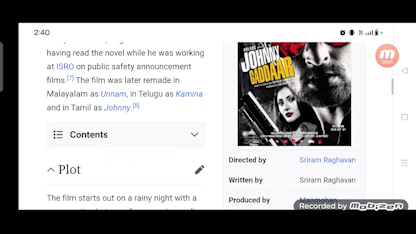 2:40
having read the novel while he was working
at ISRO on public safety announcement
films.[7] The film was later remade in
Malayalam as Unnam, in Telugu as Kamina
and in Tamil as Johnny.[8]
Contents
Plot
The film starts out on a rainy night with a
JOHNNY
GADDAAR
Directed by Sriram Raghavan
Written by Sriram Raghavan
Produced by
Recorded by Mobizen